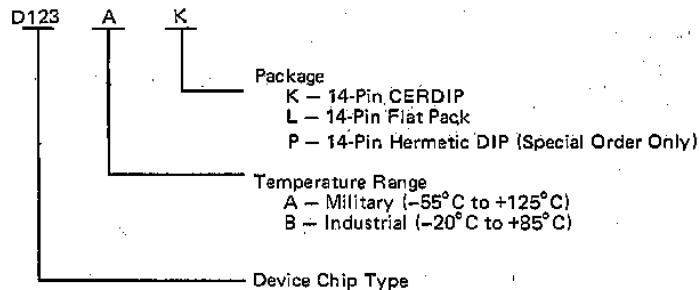 D123 A K
Package
K — 14-Pin CERDIP
L — 14-Pin Flat Pack
P — 14-Pin Hermetic DIP (Special Order Only)
Temperature Range
A — Military (–55°C to +125°C)
B — Industrial (–20°C to +85°C)
Device Chip Type